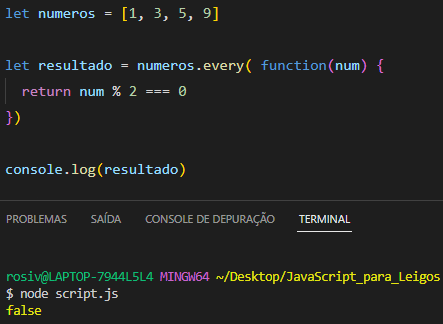 let numeros = [1, 3, 5, 9]
let resultado = numeros.every( function(num) {
return num % 2 === 0
})
console.log(resultado)
PROBLEMAS SAÍDA CONSOLE DE DEPURAÇÃO TERMINAL
rosiv@LAPTOP-7944L5L4 MINGW64 ~/Desktop/JavaScript_para_Leigos
$ node script.js
false